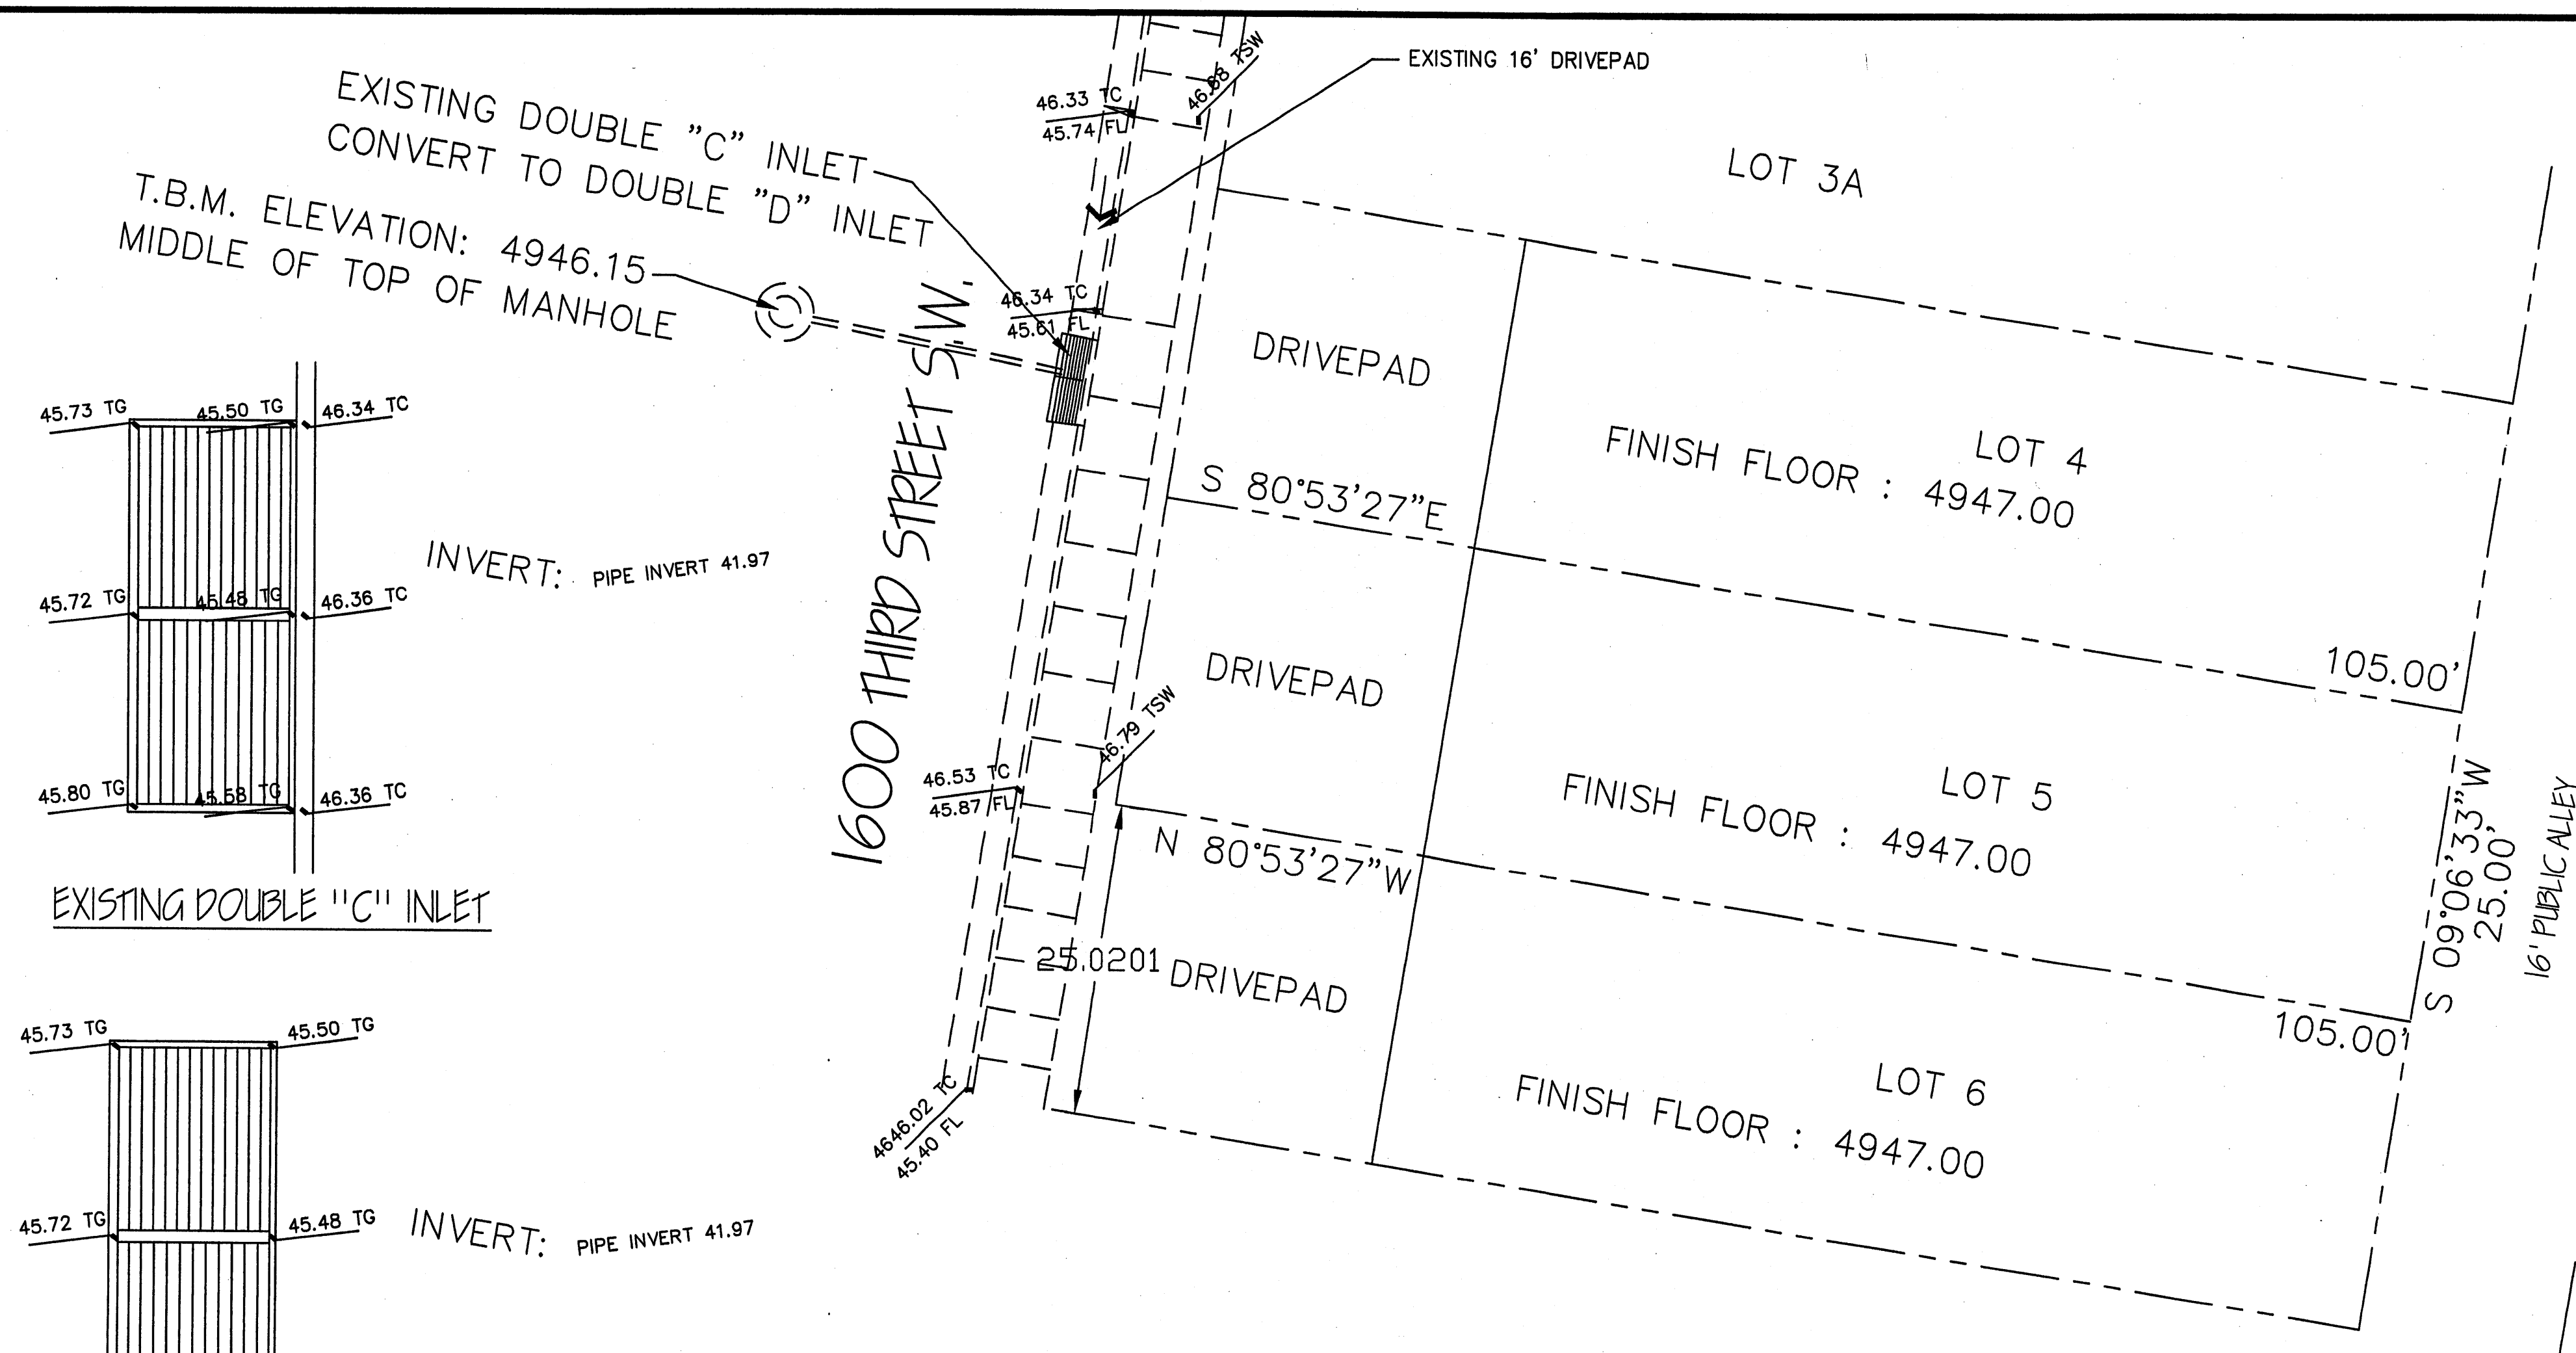 EXISTING 16' DRIVEPAD
46.68 TSW
46.33 TC
45.74 FL
EXISTING DOUBLE "C" INLET
CONVERT TO DOUBLE "D" INLET
T.B.M. ELEVATION: 4946.15
MIDDLE OF TOP OF MANHOLE
46.34 TC
45.61 FL
1600 THIRD STREET S.W.
LOT 3A
DRIVEPAD
LOT 4
FINISH FLOOR : 4947.00
S 80°53'27"E
105.00'
DRIVEPAD
46.79 TSW
46.53 TC
45.87 FL
LOT 5
FINISH FLOOR : 4947.00
N 80°53'27"W
S 09°06'33"W
25.00'
16' PUBLIC ALLEY
105.00'
25.0201
DRIVEPAD
LOT 6
FINISH FLOOR : 4947.00
4646.02 TC
45.40 FL
45.73 TG
45.50 TG
46.34 TC
45.72 TG
45.48 TG
46.36 TC
INVERT: PIPE INVERT 41.97
45.80 TG
45.58 TG
46.36 TC
EXISTING DOUBLE "C" INLET
45.73 TG
45.50 TG
45.72 TG
45.48 TG
INVERT: PIPE INVERT 41.97